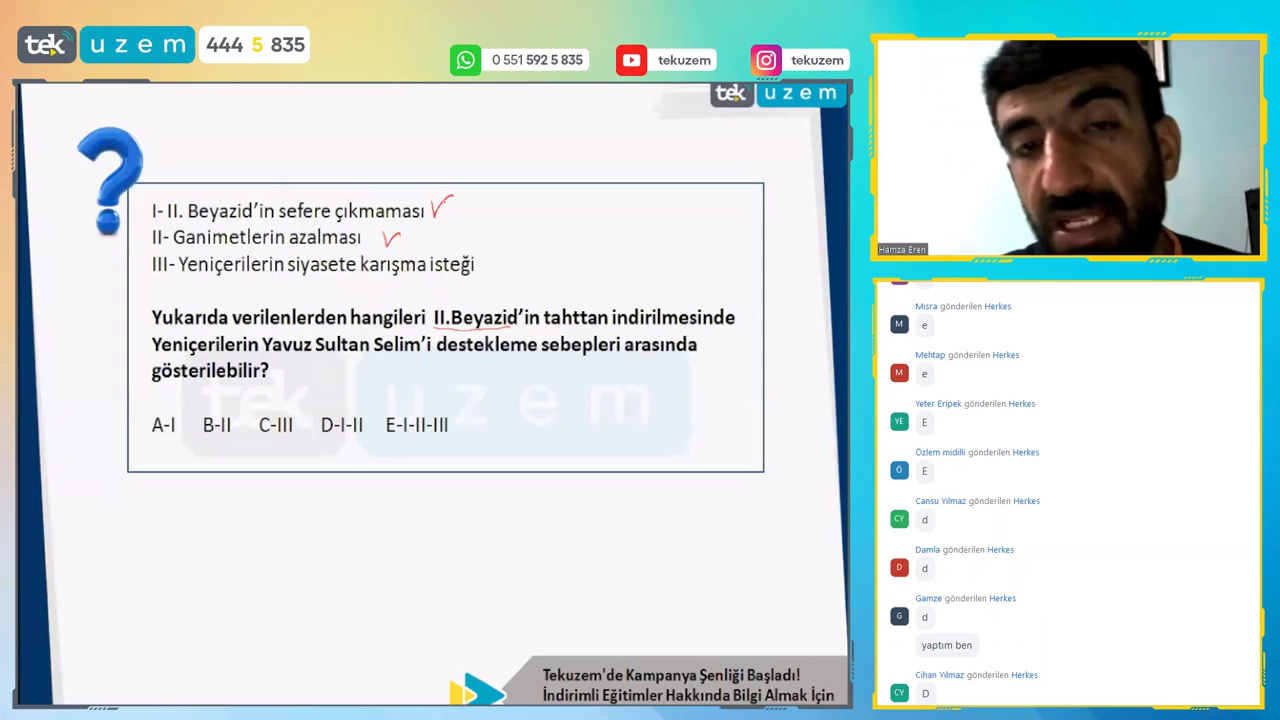 tek uzem 444 5 835
0 551 592 5 835
tekuzem
tekuzem
tek uzem
I- II. Beyazid’in sefere çıkmaması
II- Ganimetlerin azalması
III- Yeniçerilerin siyasete karışma isteği
Yukarıda verilenlerden hangileri II.Beyazid’in tahttan indirilmesinde
Yeniçerilerin Yavuz Sultan Selim’i destekleme sebepleri arasında
gösterilebilir?
tek uzem
A-I B-II C-III D-I-II E-I-II-III
Tekuzem'de Kampanya Şenliği Başladı!
İndirimli Eğitimler Hakkında Bilgi Almak İçin
Hamza Eren
Mısra gönderilen Herkes
M e
Mehtap gönderilen Herkes
M e
Yeter Eripek gönderilen Herkes
YE E
Özlem midilli gönderilen Herkes
Ö E
Cansu Yılmaz gönderilen Herkes
CY d
Damla gönderilen Herkes
D d
Gamze gönderilen Herkes
G d
yaptım ben
Cihan Yılmaz gönderilen Herkes
CY D